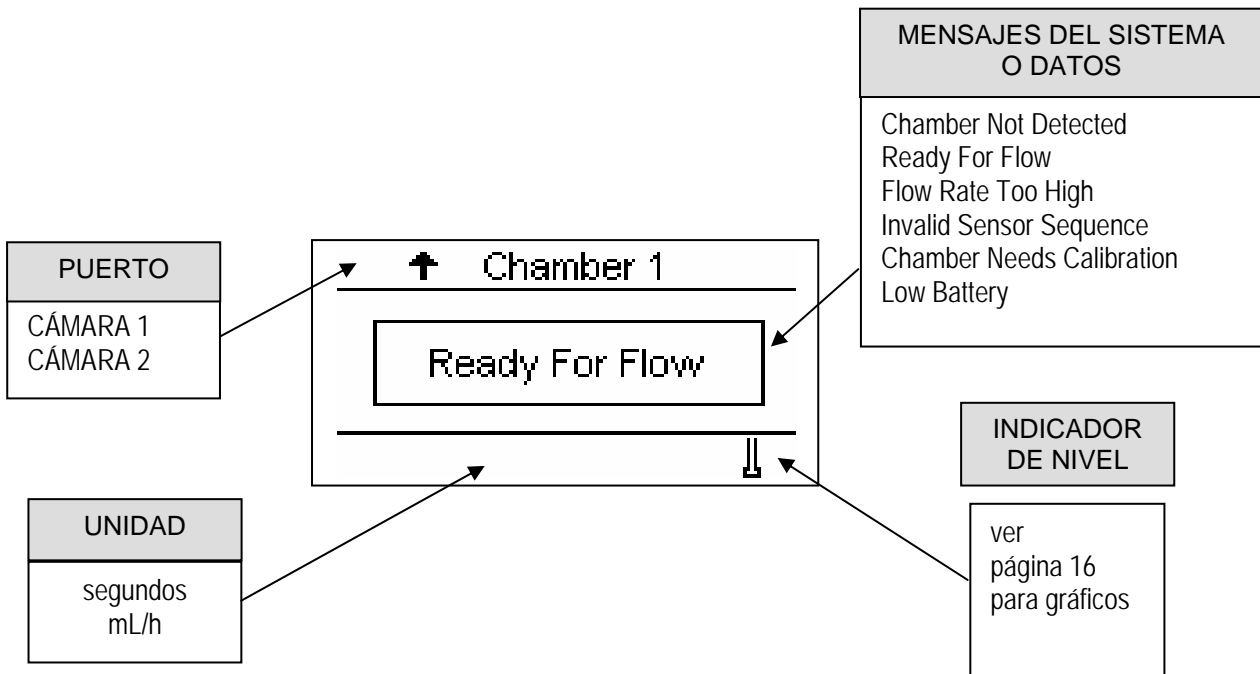 MENSAJES DEL SISTEMA
O DATOS
Chamber Not Detected
Ready For Flow
Flow Rate Too High
Invalid Sensor Sequence
Chamber Needs Calibration
Low Battery
PUERTO
CÁMARA 1
CÁMARA 2
Chamber 1
Ready For Flow
INDICADOR
DE NIVEL
ver
página 16
para gráficos
UNIDAD
segundos
mL/h